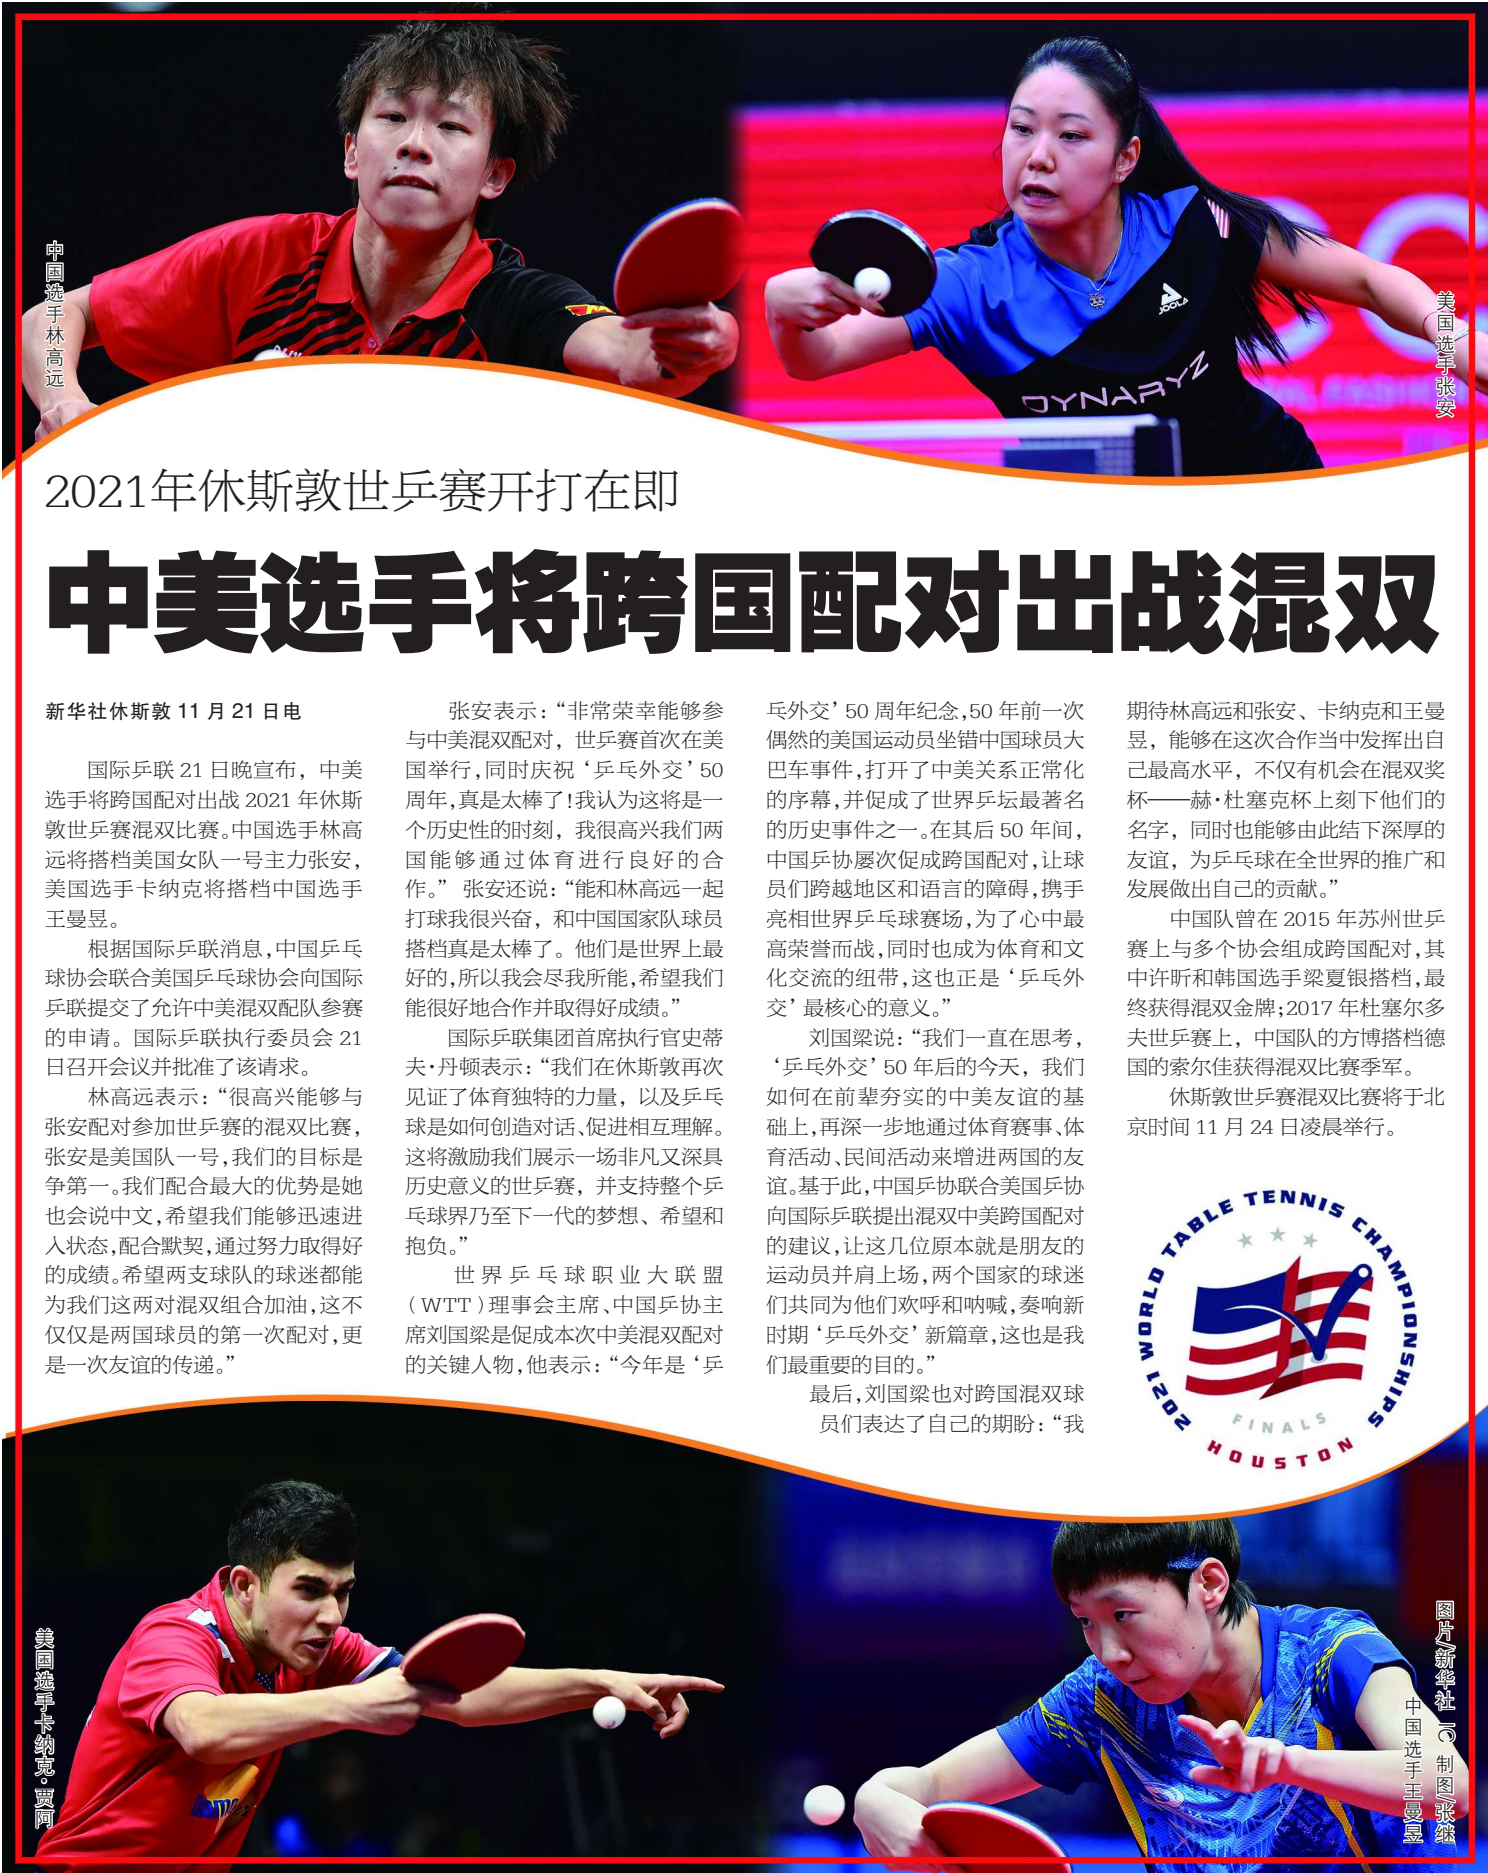 中国选手林高远
JOOLA
DYNARYZ
美国选手张安
2021年休斯敦世乒赛开打在即
中美选手将跨国配对出战混双
新华社休斯敦 11 月 21 日电
国际乒联 21 日晚宣布，中美
选手将跨国配对出战 2021 年休斯
敦世乒赛混双比赛。中国选手林高
远将搭档美国女队一号主力张安，
美国选手卡纳克将搭档中国选手
王曼昱。
根据国际乒联消息，中国乒乓
球协会联合美国乒乓球协会向国际
乒联提交了允许中美混双配队参赛
的申请。国际乒联执行委员会 21
日召开会议并批准了该请求。
林高远表示：“很高兴能够与
张安配对参加世乒赛的混双比赛，
张安是美国队一号，我们的目标是
争第一。我们配合最大的优势是她
也会说中文，希望我们能够迅速进
入状态，配合默契，通过努力取得好
的成绩。希望两支球队的球迷都能
为我们这两对混双组合加油，这不
仅仅是两国球员的第一次配对，更
是一次友谊的传递。”
张安表示：“非常荣幸能够参
与中美混双配对，世乒赛首次在美
国举行，同时庆祝‘乒乓外交’50
周年，真是太棒了！我认为这将是一
个历史性的时刻，我很高兴我们两
国能够通过体育进行良好的合
作。”张安还说：“能和林高远一起
打球我很兴奋，和中国国家队球员
搭档真是太棒了。他们是世界上最
好的，所以我会尽我所能，希望我们
能很好地合作并取得好成绩。”
国际乒联集团首席执行官史蒂
夫·丹顿表示：“我们在休斯敦再次
见证了体育独特的力量，以及乒乓
球是如何创造对话、促进相互理解。
这将激励我们展示一场非凡又深具
历史意义的世乒赛，并支持整个乒
乓球界乃至下一代的梦想、希望和
抱负。”
世界乒乓球职业大联盟
（WTT）理事会主席、中国乒协主
席刘国梁是促成本次中美混双配对
的关键人物，他表示：“今年是‘乒
乓外交’50 周年纪念，50 年前一次
偶然的美国运动员坐错中国球员大
巴车事件，打开了中美关系正常化
的序幕，并促成了世界乒坛最著名
的历史事件之一。在其后 50 年间，
中国乒协屡次促成跨国配对，让球
员们跨越地区和语言的障碍，携手
亮相世界乒乓球赛场，为了心中最
高荣誉而战，同时也成为体育和文
化交流的纽带，这也正是‘乒乓外
交’最核心的意义。”
刘国梁说：“我们一直在思考，
‘乒乓外交’50 年后的今天，我们
如何在前辈夯实的中美友谊的基
础上，再深一步地通过体育赛事、体
育活动、民间活动来增进两国的友
谊。基于此，中国乒协联合美国乒协
向国际乒联提出混双中美跨国配对
的建议，让这几位原本就是朋友的
运动员并肩上场，两个国家的球迷
们共同为他们欢呼和呐喊，奏响新
时期‘乒乓外交’新篇章，这也是我
们最重要的目的。”
最后，刘国梁也对跨国混双球
员们表达了自己的期盼：“我
期待林高远和张安、卡纳克和王曼
昱，能够在这次合作当中发挥出自
己最高水平，不仅有机会在混双奖
杯——赫·杜塞克杯上刻下他们的
名字，同时也能够由此结下深厚的
友谊，为乒乓球在全世界的推广和
发展做出自己的贡献。”
中国队曾在 2015 年苏州世乒
赛上与多个协会组成跨国配对，其
中许昕和韩国选手梁夏银搭档，最
终获得混双金牌；2017 年杜塞尔多
夫世乒赛上，中国队的方博搭档德
国的索尔佳获得混双比赛季军。
休斯敦世乒赛混双比赛将于北
京时间 11 月 24 日凌晨举行。
2021 WORLD TABLE TENNIS CHAMPIONSHIPS
FINALS
HOUSTON
美国选手卡纳克·贾阿
中国选手王曼昱
图片/新华社 IC 制图/张继